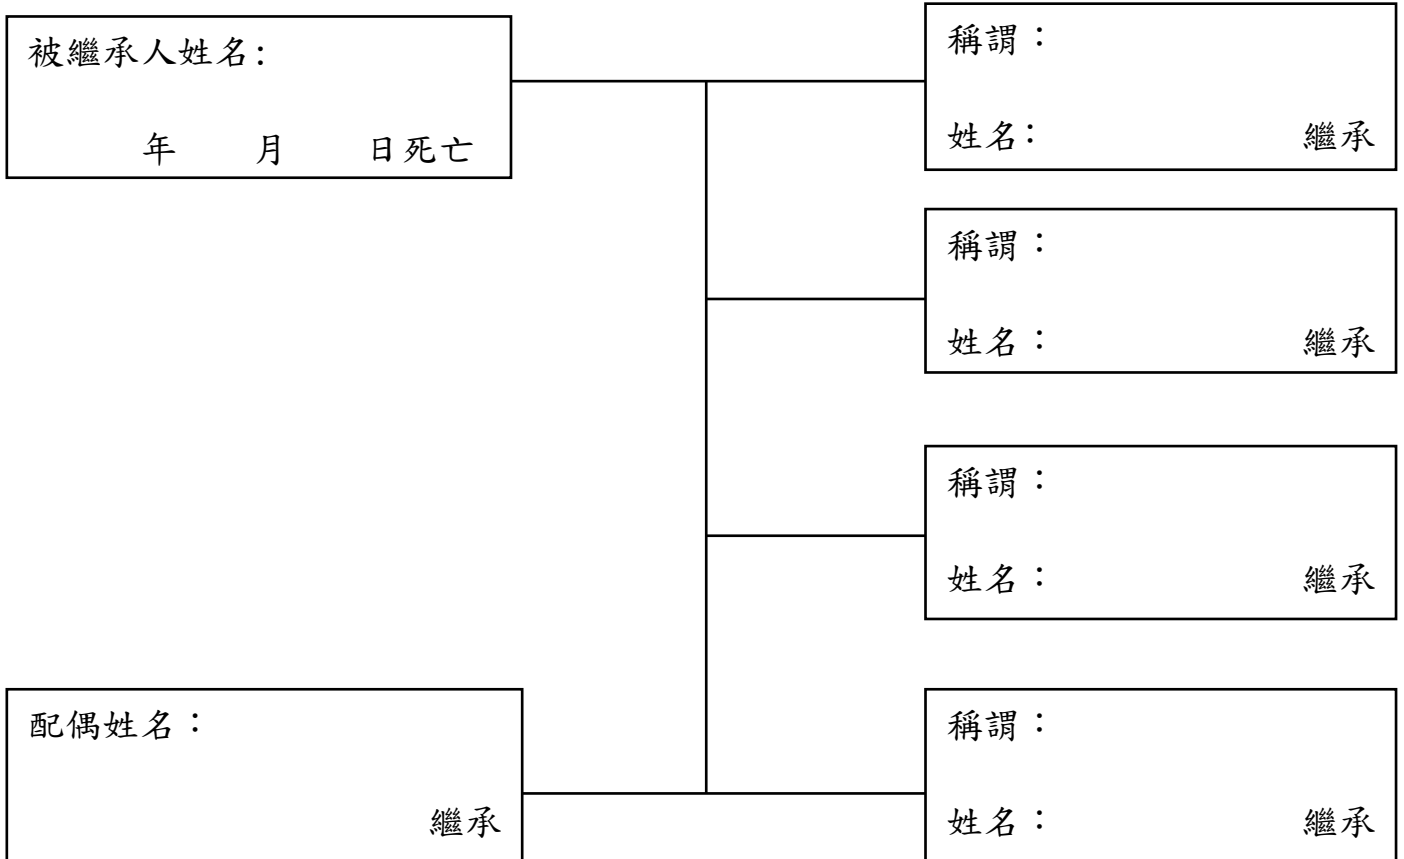 被繼承人姓名:
年 月 日死亡
稱謂：
姓名: 繼承
稱謂：
姓名： 繼承
稱謂：
姓名： 繼承
配偶姓名：
繼承
稱謂：
姓名： 繼承